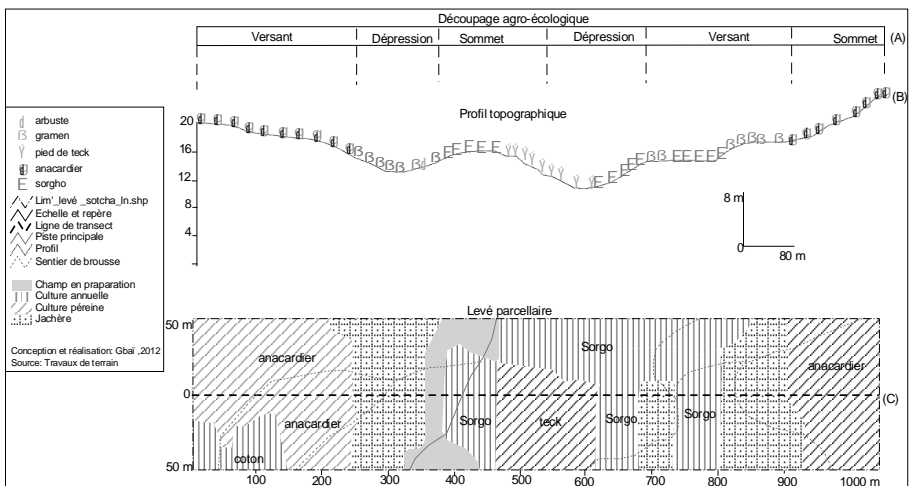 Découpage agro-écologique
Versant Dépression Sommet Dépression Versant Sommet (A)
(B)
Profil topographique
20
16
12
8
4
0
8 m
0
80 m
arbuste
gramen
pied de teck
anacardier
sorgho
Lim'_levé _sotcha_ln.shp
Echelle et repère
Ligne de transect
Piste principale
Profil
Sentier de brousse
Champ en praparation
Culture annuelle
Culture péreine
Jachère
Conception et réalisation: Gbaï ,2012
Source: Travaux de terrain
Levé parcellaire
50 m
Sorgo
anacardier
anacardier
0
(C)
anacardier
Sorgo
teck
Sorgo
Sorgo
coton
50 m
100 200 300 400 500 600 700 800 900 1000 m